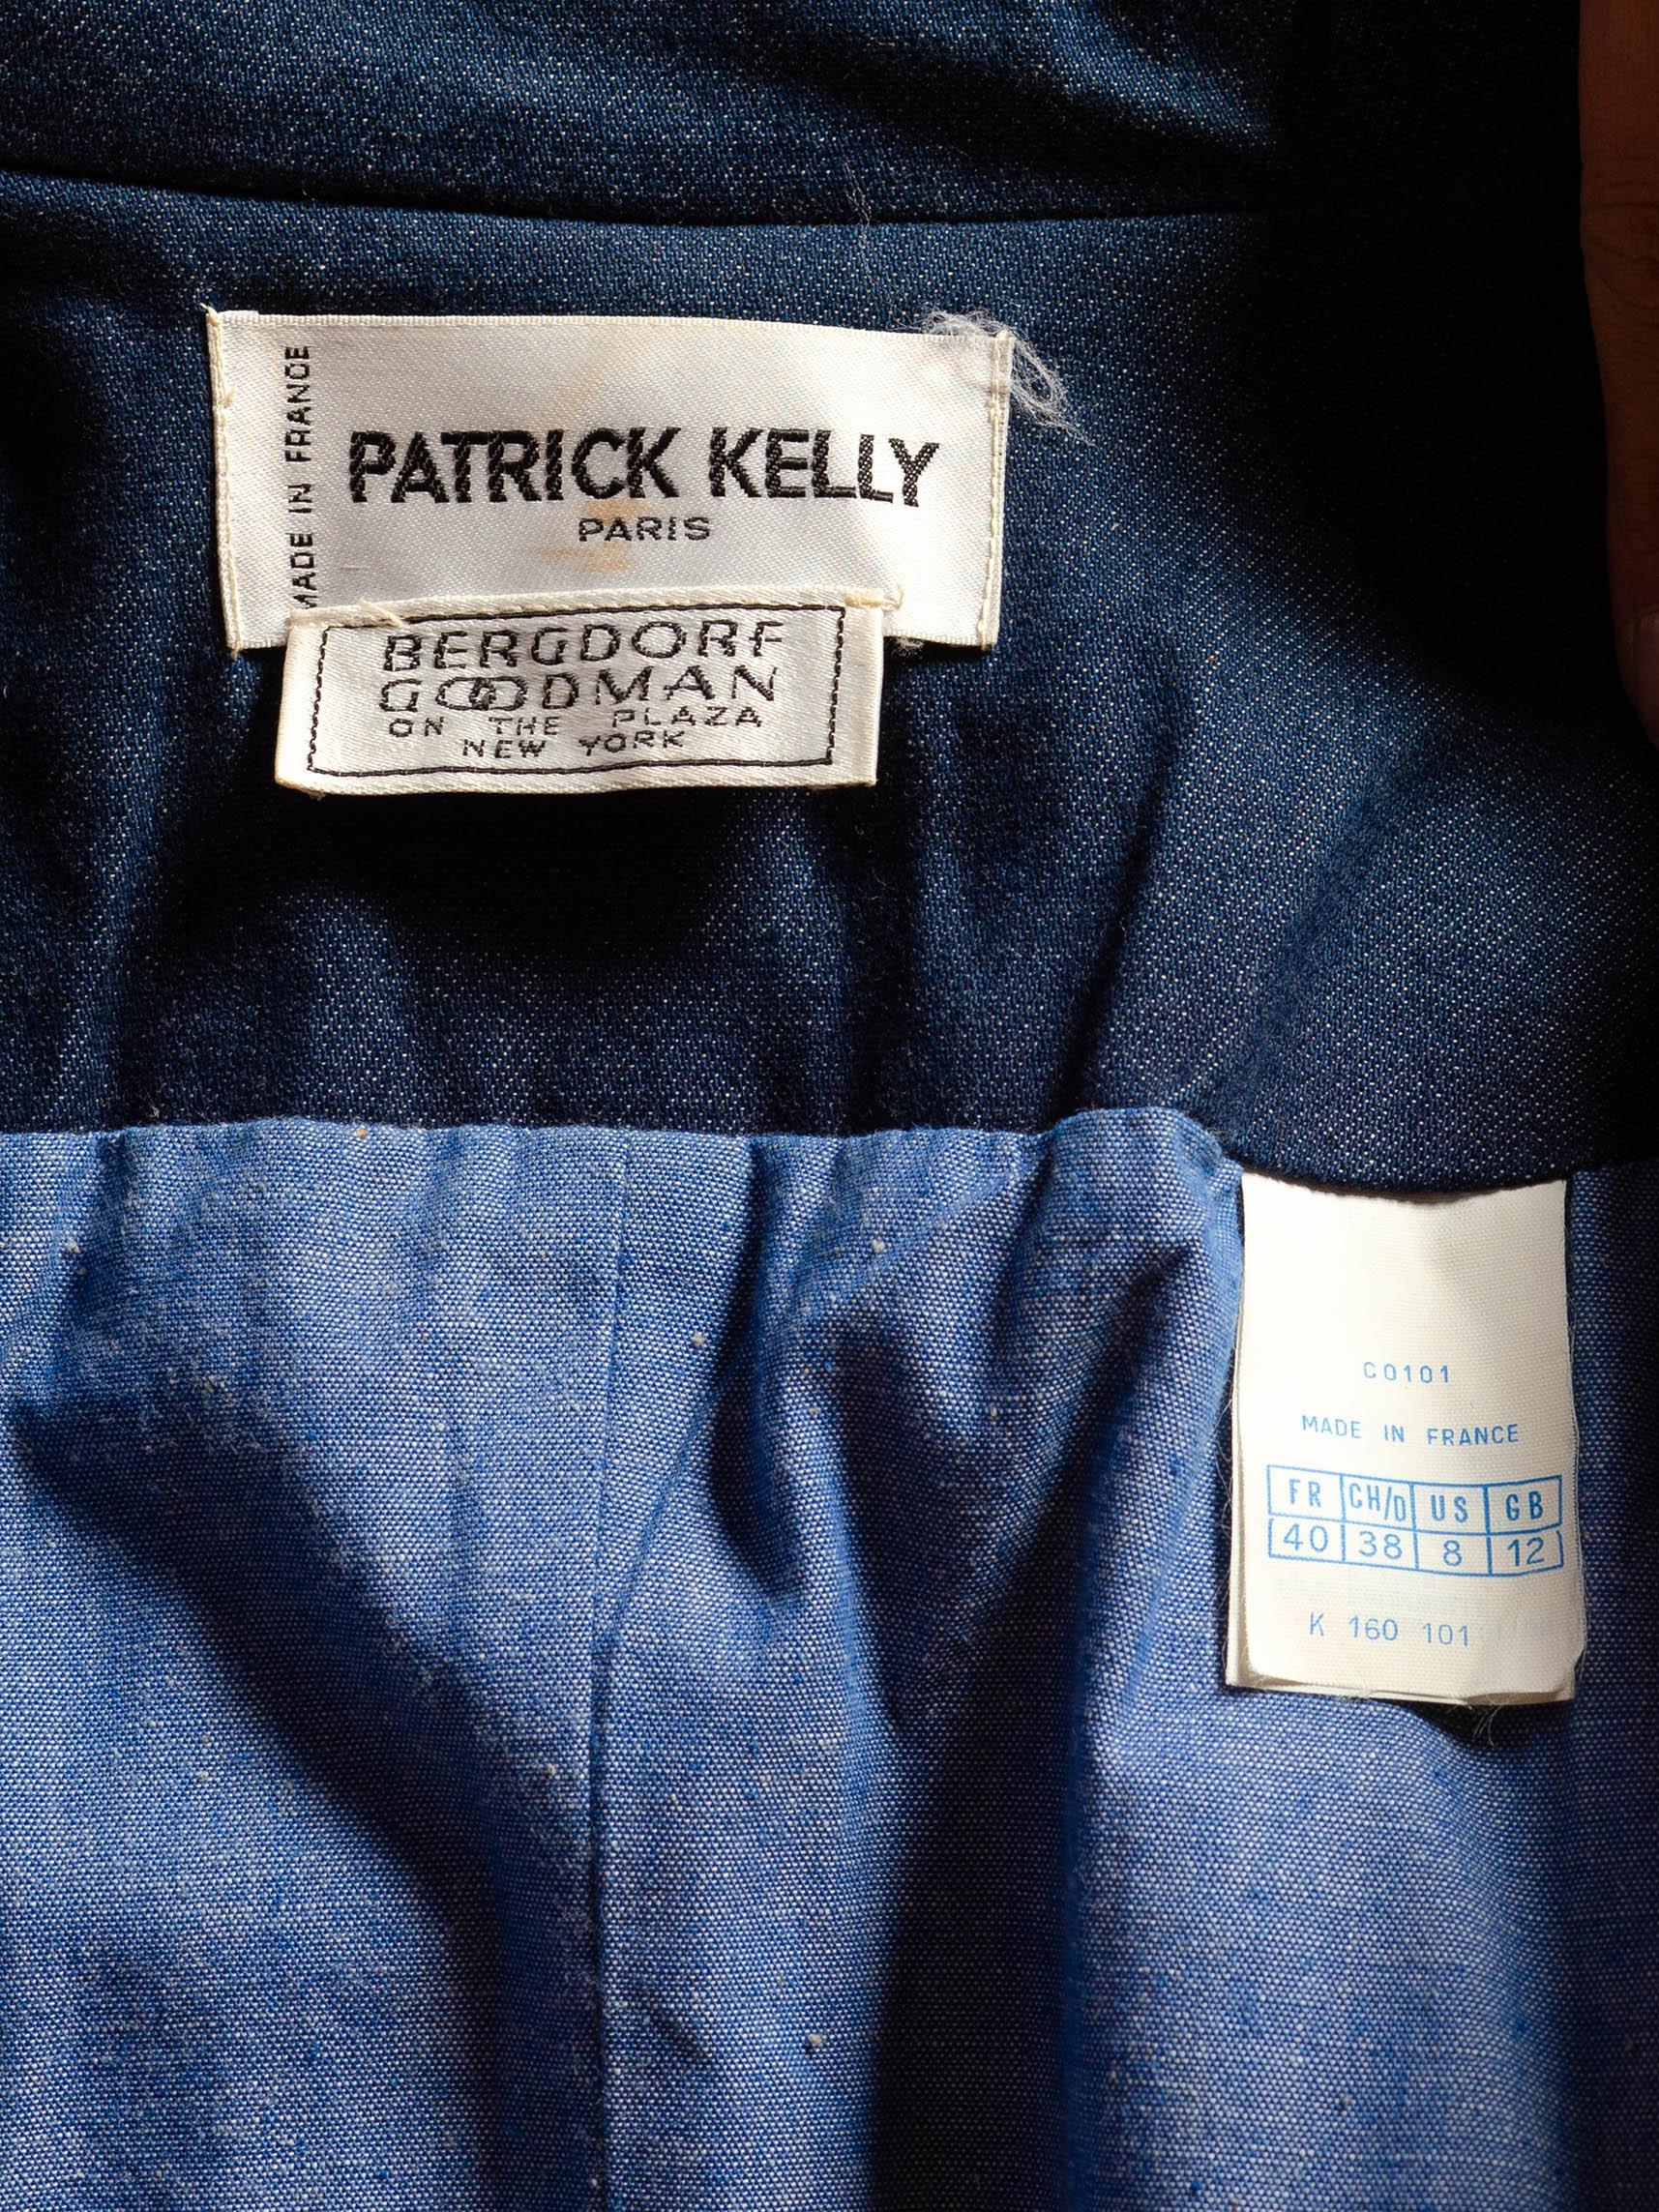 MADE IN FRANCE
PATRICK KELLY
PARIS
BERGDORF
GOODMAN
ON THE PLAZA
NEW YORK
C0101
MADE IN FRANCE
FR CH/D US GB
40 38 8 12
K 160 101